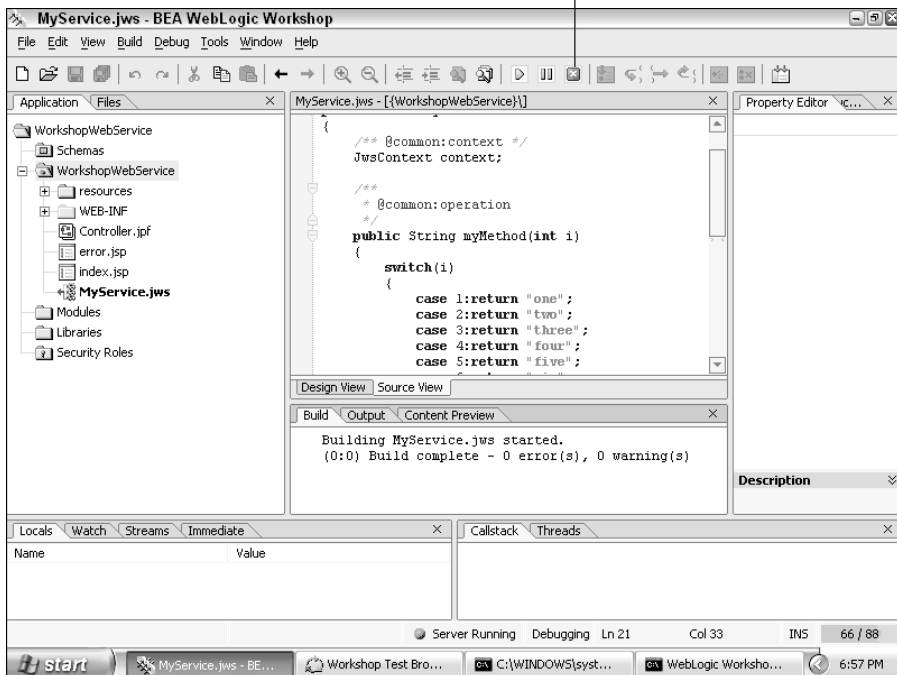 MyService.jws - BEA WebLogic Workshop
File Edit View Build Debug Tools Window Help
Application Files
WorkshopWebService
Schemas
WorkshopWebService
resources
WEB-INF
Controller.jpf
error.jsp
index.jsp
MyService.jws
Modules
Libraries
Security Roles
MyService.jws - [{WorkshopWebService}\]
{
/** @common:context */
JwsContext context;
/**
* @common:operation
*/
public String myMethod(int i)
{
switch(i)
{
case 1:return "one";
case 2:return "two";
case 3:return "three";
case 4:return "four";
case 5:return "five";
Design View Source View
Property Editor
Description
Build Output Content Preview
Building MyService.jws started.
(0:0) Build complete - 0 error(s), 0 warning(s)
Locals Watch Streams Immediate
Name Value
Callstack Threads
Server Running Debugging Ln 21 Col 33 INS 66 / 88
start MyService.jws - BE... Workshop Test Bro... C:\WINDOWS\syst... WebLogic Worksho... 6:57 PM